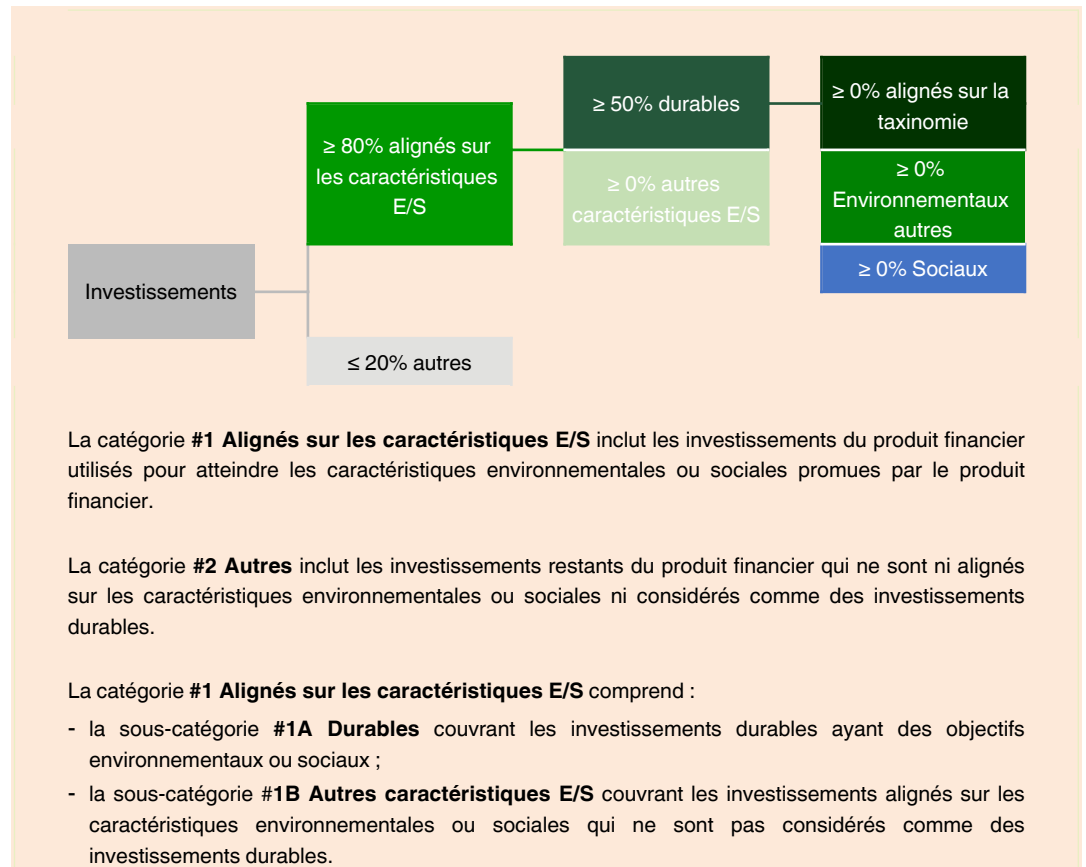 ≥ 50% durables
≥ 0% alignés sur la
taxinomie
≥ 80% alignés sur
les caractéristiques
E/S
≥ 0% autres
caractéristiques E/S
≥ 0%
Environnementaux
autres
≥ 0% Sociaux
Investissements
≤ 20% autres
La catégorie #1 Alignés sur les caractéristiques E/S inclut les investissements du produit financier
utilisés pour atteindre les caractéristiques environnementales ou sociales promues par le produit
financier.
La catégorie #2 Autres inclut les investissements restants du produit financier qui ne sont ni alignés
sur les caractéristiques environnementales ou sociales ni considérés comme des investissements
durables.
La catégorie #1 Alignés sur les caractéristiques E/S comprend :
- la sous-catégorie #1A Durables couvrant les investissements durables ayant des objectifs
environnementaux ou sociaux ;
- la sous-catégorie #1B Autres caractéristiques E/S couvrant les investissements alignés sur les
caractéristiques environnementales ou sociales qui ne sont pas considérés comme des
investissements durables.